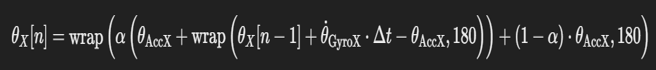 θ_X[n] = wrap(α(θ_AccX + wrap(θ_X[n − 1] + θ̇_GyroX · Δt − θ_AccX, 180)) + (1 − α) · θ_AccX, 180)